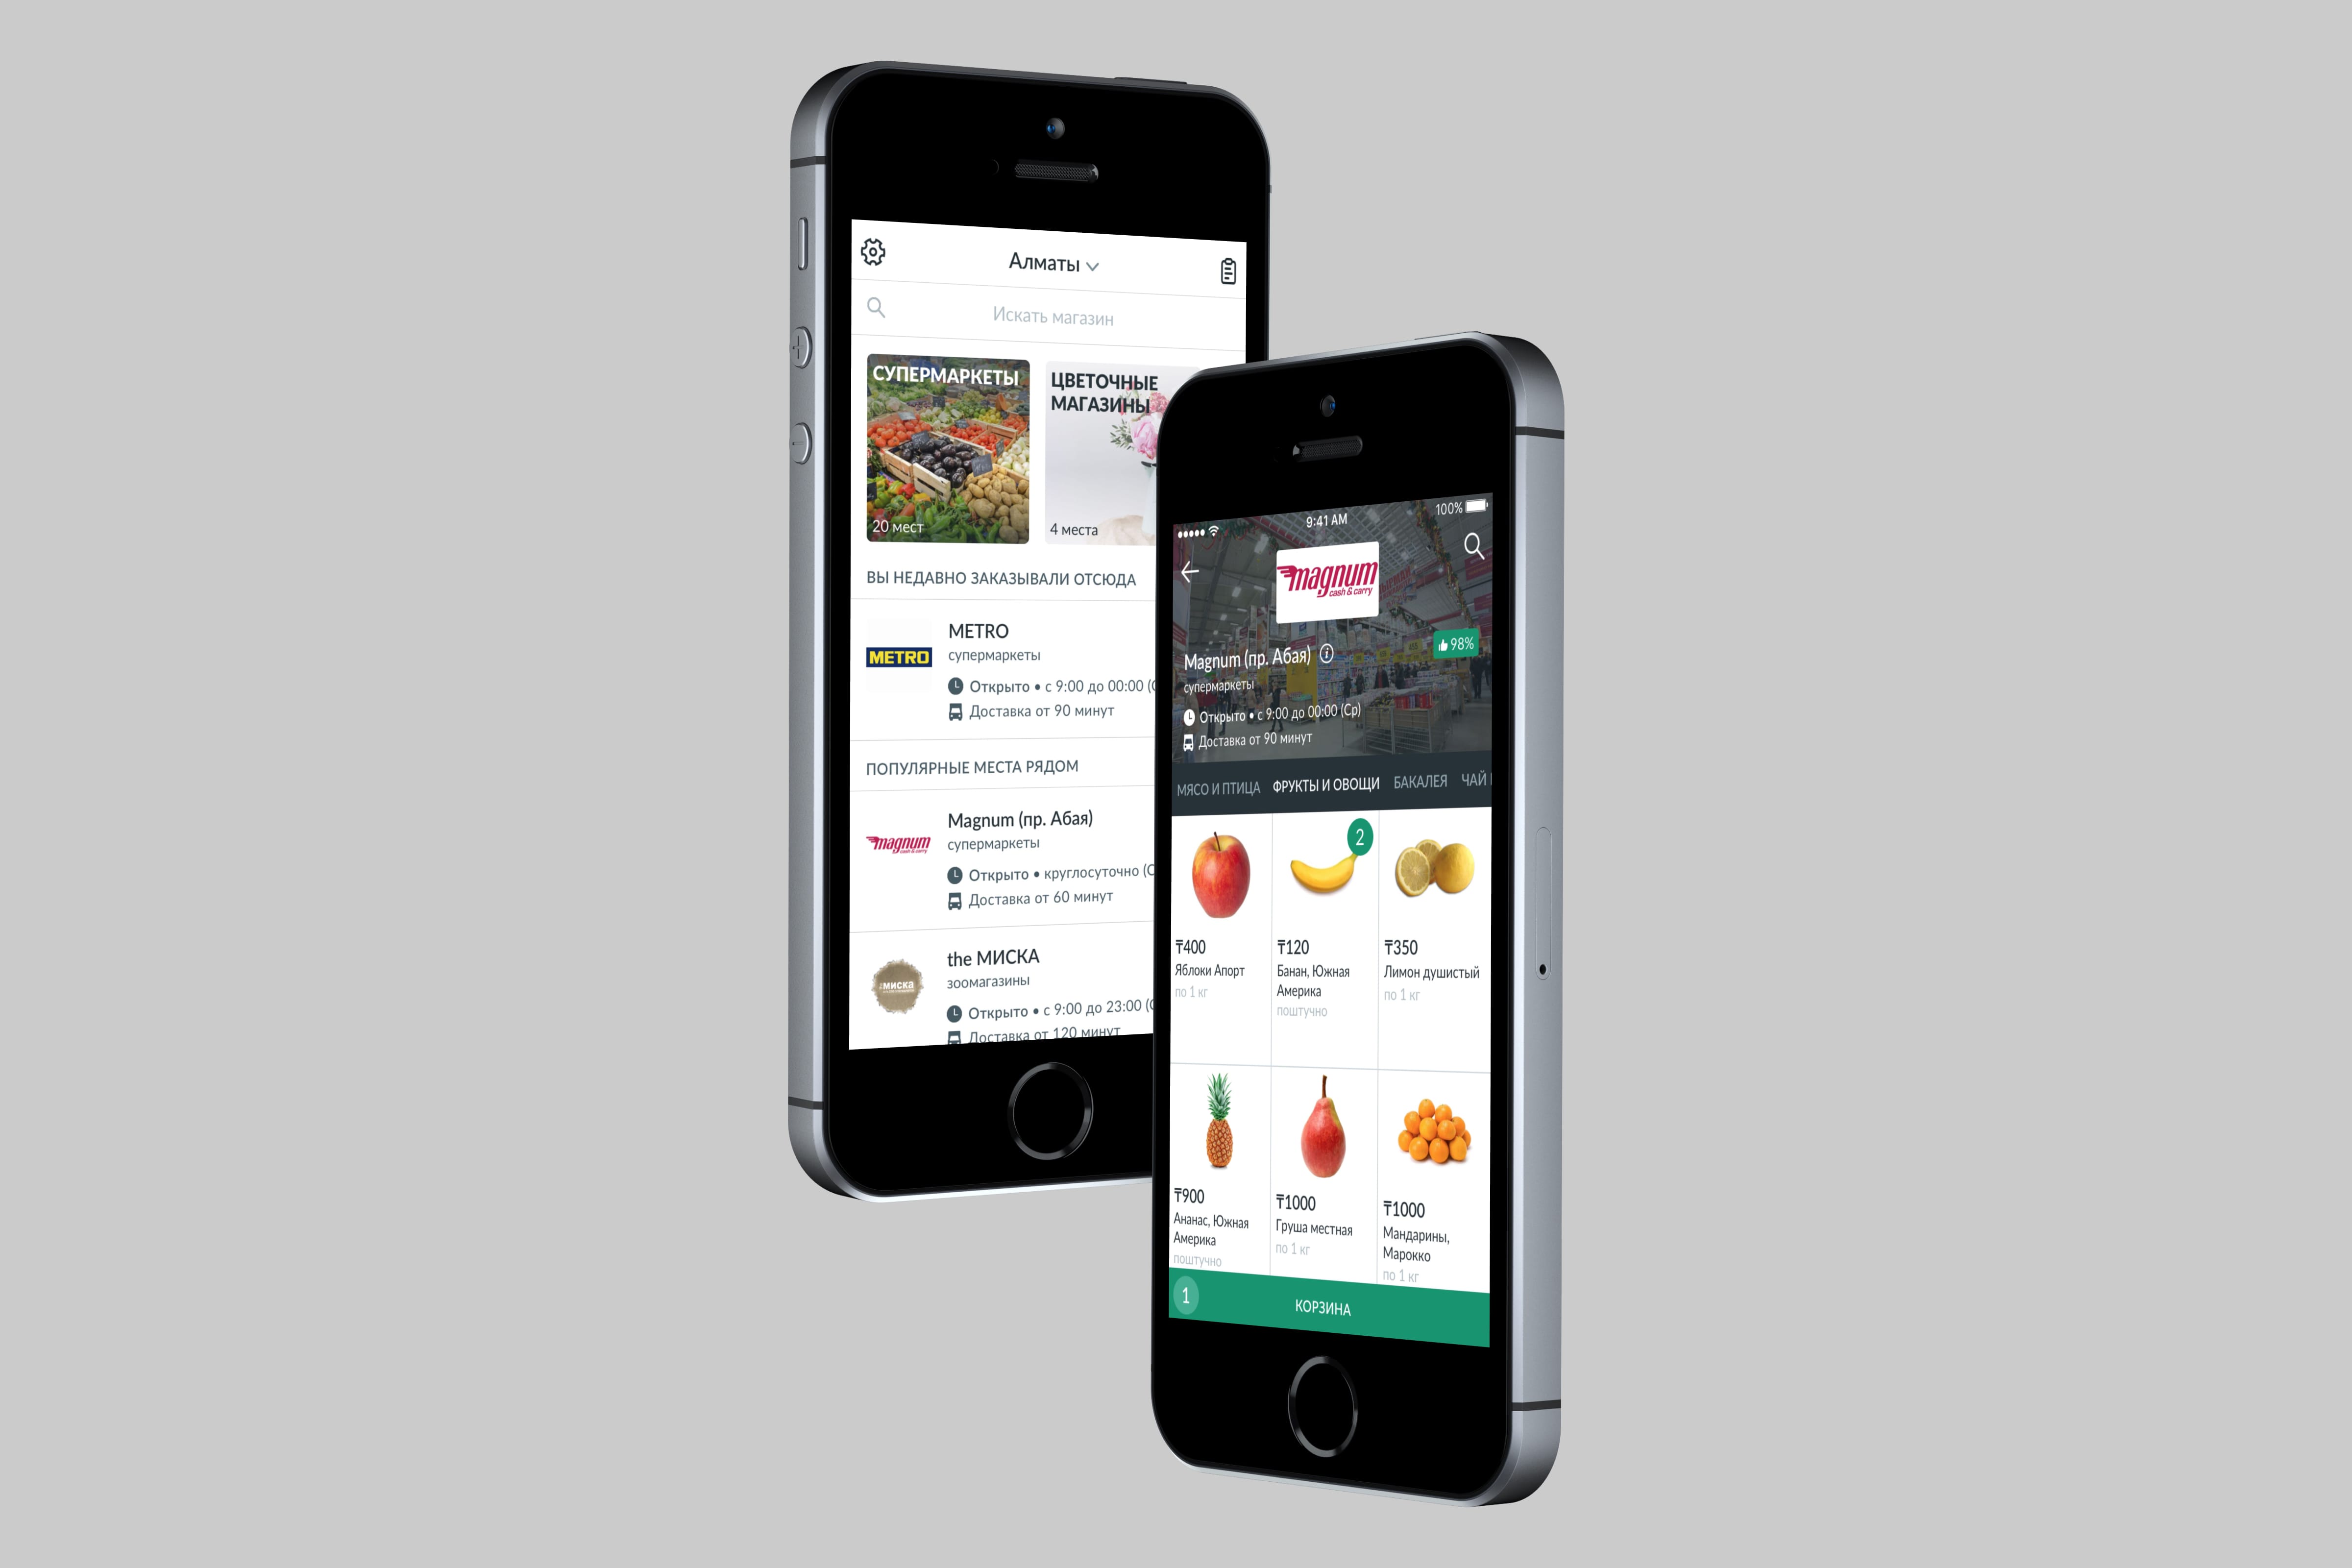 Алматы
Искать магазин
СУПЕРМАРКЕТЫ
20 мест
ЦВЕТОЧНЫЕ
МАГАЗИНЫ
4 места
ВЫ НЕДАВНО ЗАКАЗЫВАЛИ ОТСЮДА
METRO
METRO
супермаркеты
Открыто • с 9:00 до 00:00 (
Доставка от 90 минут
ПОПУЛЯРНЫЕ МЕСТА РЯДОМ
magnum
cash & carry
Magnum (пр. Абая)
супермаркеты
Открыто • круглосуточно (
Доставка от 60 минут
МИСКА
the МИСКА
зоомагазины
Открыто • с 9:00 до 23:00 (
Доставка от 120 минут
9:41 AM
100%
magnum
cash & carry
98%
Magnum (пр. Абая)
супермаркеты
Открыто • с 9:00 до 00:00 (Ср)
Доставка от 90 минут
МЯСО И ПТИЦА ФРУКТЫ И ОВОЩИ БАКАЛЕЯ ЧАЙ
2
₸400
Яблоки Апорт
по 1 кг
₸120
Банан, Южная
Америка
поштучно
₸350
Лимон душистый
по 1 кг
₸900
Ананас, Южная
Америка
поштучно
₸1000
Груша местная
по 1 кг
₸1000
Мандарины,
Марокко
по 1 кг
1
КОРЗИНА